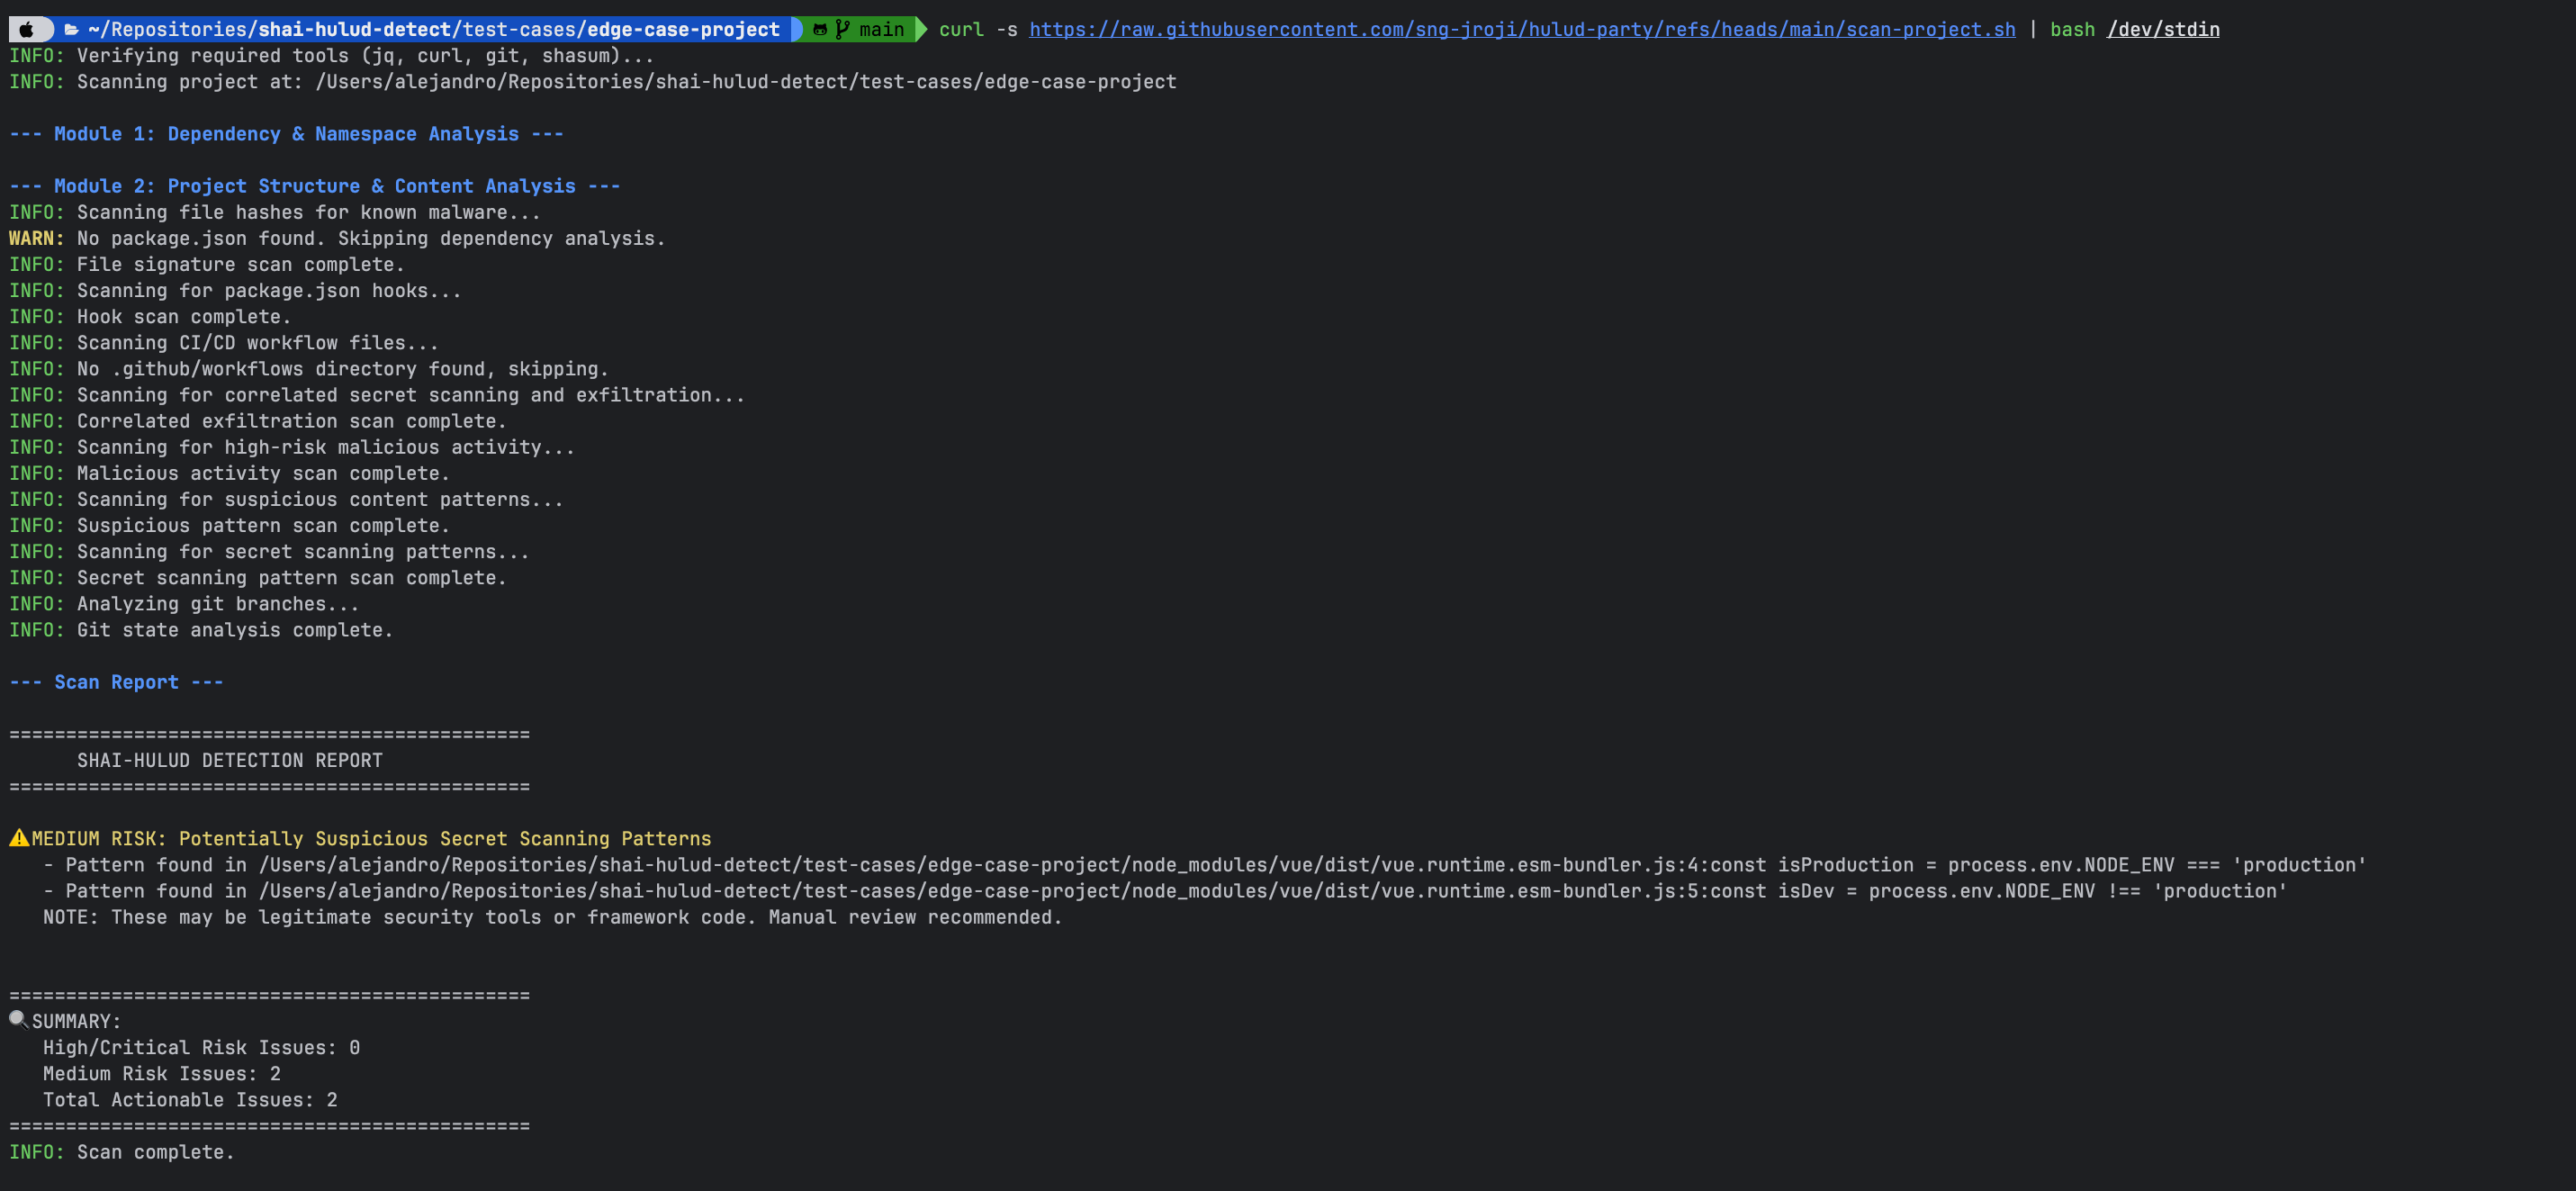 ~/Repositories/shai-hulud-detect/test-cases/edge-case-project main curl -s https://raw.githubusercontent.com/sng-jroji/hulud-party/refs/heads/main/scan-project.sh | bash /dev/stdin
INFO: Verifying required tools (jq, curl, git, shasum)...
INFO: Scanning project at: /Users/alejandro/Repositories/shai-hulud-detect/test-cases/edge-case-project
--- Module 1: Dependency & Namespace Analysis ---
--- Module 2: Project Structure & Content Analysis ---
INFO: Scanning file hashes for known malware...
WARN: No package.json found. Skipping dependency analysis.
INFO: File signature scan complete.
INFO: Scanning for package.json hooks...
INFO: Hook scan complete.
INFO: Scanning CI/CD workflow files...
INFO: No .github/workflows directory found, skipping.
INFO: Scanning for correlated secret scanning and exfiltration...
INFO: Correlated exfiltration scan complete.
INFO: Scanning for high-risk malicious activity...
INFO: Malicious activity scan complete.
INFO: Scanning for suspicious content patterns...
INFO: Suspicious pattern scan complete.
INFO: Scanning for secret scanning patterns...
INFO: Secret scanning pattern scan complete.
INFO: Analyzing git branches...
INFO: Git state analysis complete.
--- Scan Report ---
==============================================
SHAI-HULUD DETECTION REPORT
==============================================
⚠️MEDIUM RISK: Potentially Suspicious Secret Scanning Patterns
- Pattern found in /Users/alejandro/Repositories/shai-hulud-detect/test-cases/edge-case-project/node_modules/vue/dist/vue.runtime.esm-bundler.js:4:const isProduction = process.env.NODE_ENV === 'production'
- Pattern found in /Users/alejandro/Repositories/shai-hulud-detect/test-cases/edge-case-project/node_modules/vue/dist/vue.runtime.esm-bundler.js:5:const isDev = process.env.NODE_ENV !== 'production'
NOTE: These may be legitimate security tools or framework code. Manual review recommended.
==============================================
🔍SUMMARY:
High/Critical Risk Issues: 0
Medium Risk Issues: 2
Total Actionable Issues: 2
==============================================
INFO: Scan complete.